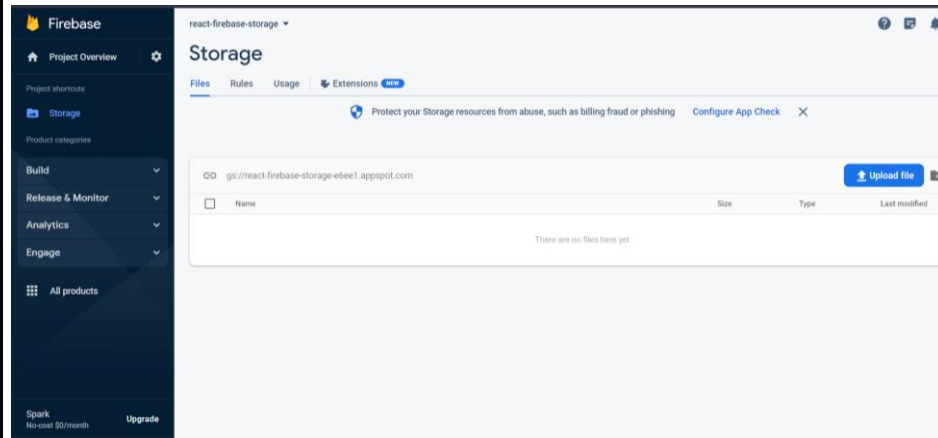 Firebase
Project Overview
Project shortcuts
Storage
Product categories
Build
Release & Monitor
Analytics
Engage
All products
Spark
No-cost $0/month
Upgrade
react-firebase-storage
Storage
Files Rules Usage Extensions NEW
Protect your Storage resources from abuse, such as billing fraud or phishing Configure App Check
gs://react-firebase-storage-e6ee1.appspot.com Upload file
Name Size Type Last modified
There are no files here yet